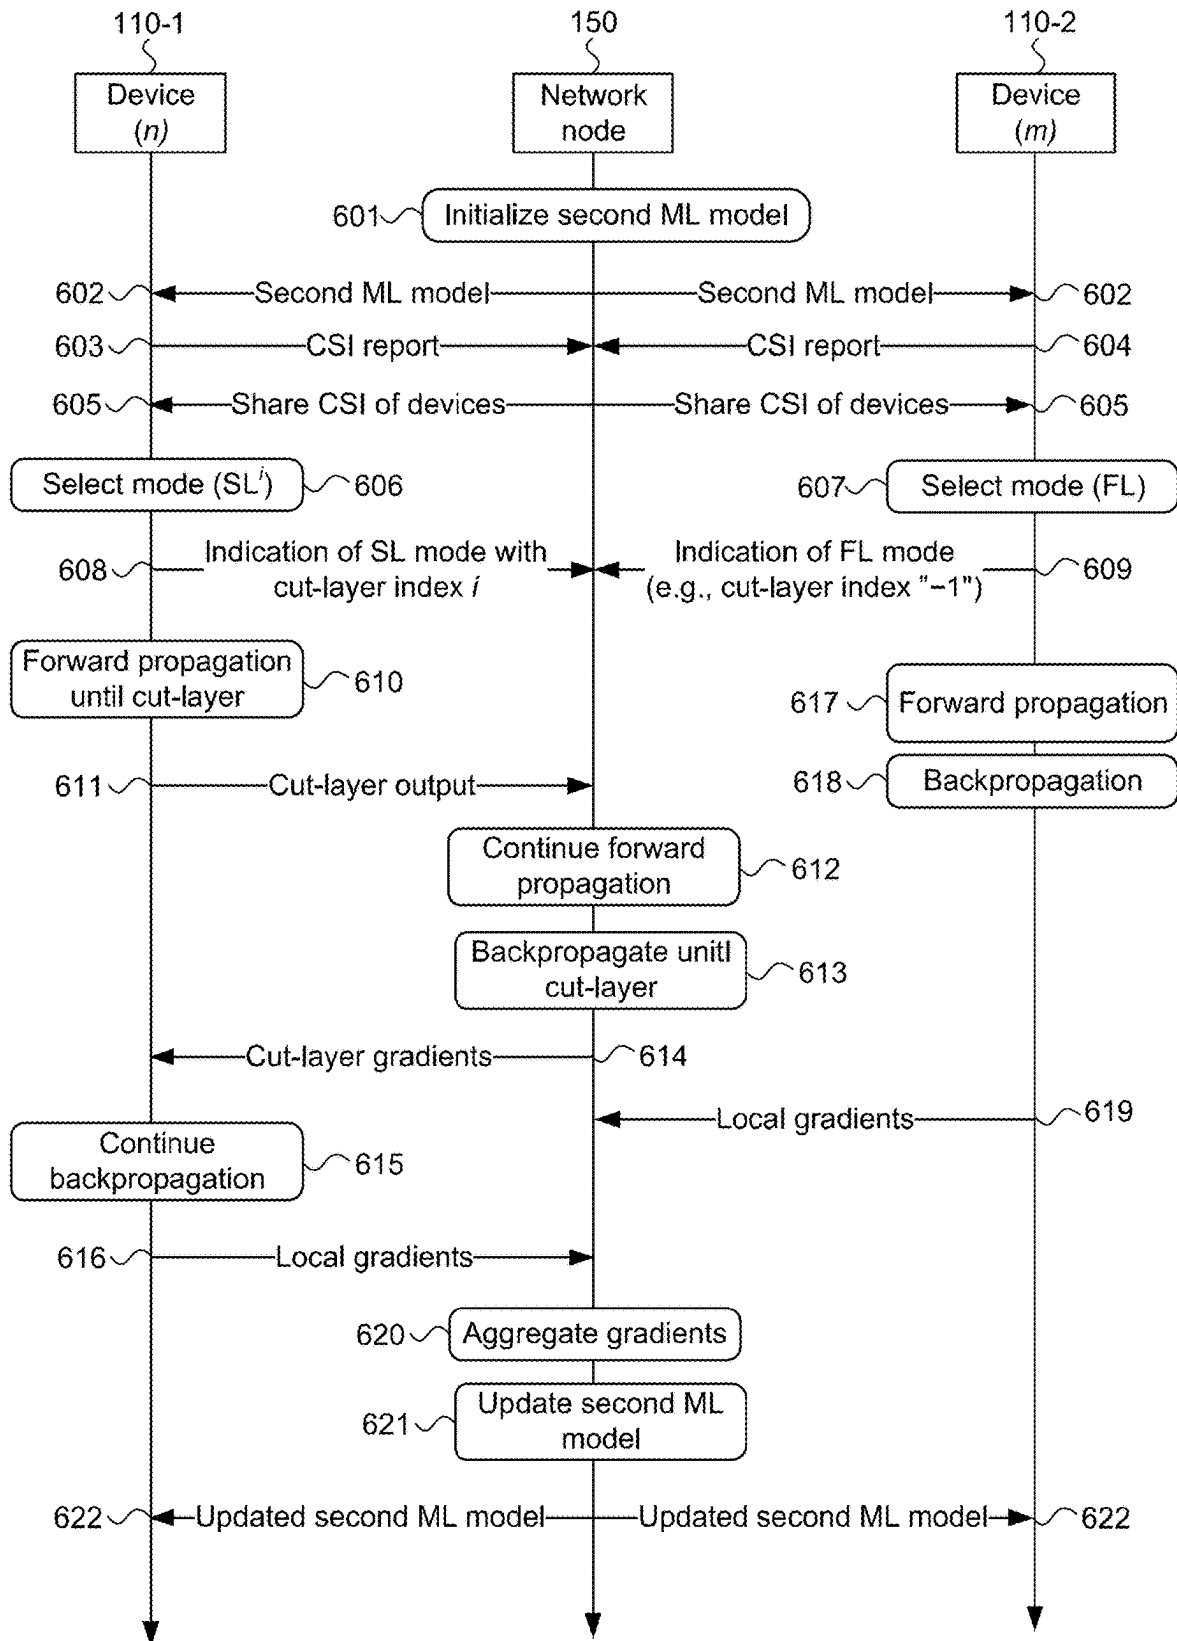 110-1 150 110-2
Device
(n)
Network
node
Device
(m)
601 Initialize second ML model
602 Second ML model Second ML model 602
603 CSI report CSI report 604
605 Share CSI of devices Share CSI of devices 605
Select mode (SLⁱ) 606 607 Select mode (FL)
608 Indication of SL mode with
cut-layer index i
Indication of FL mode
(e.g., cut-layer index "−1") 609
Forward propagation
until cut-layer 610
617 Forward propagation
611 Cut-layer output
618 Backpropagation
Continue forward
propagation 612
Backpropagate unitl
cut-layer 613
Cut-layer gradients 614
Local gradients 619
Continue
backpropagation 615
616 Local gradients
620 Aggregate gradients
621 Update second ML
model
622 Updated second ML model Updated second ML model 622